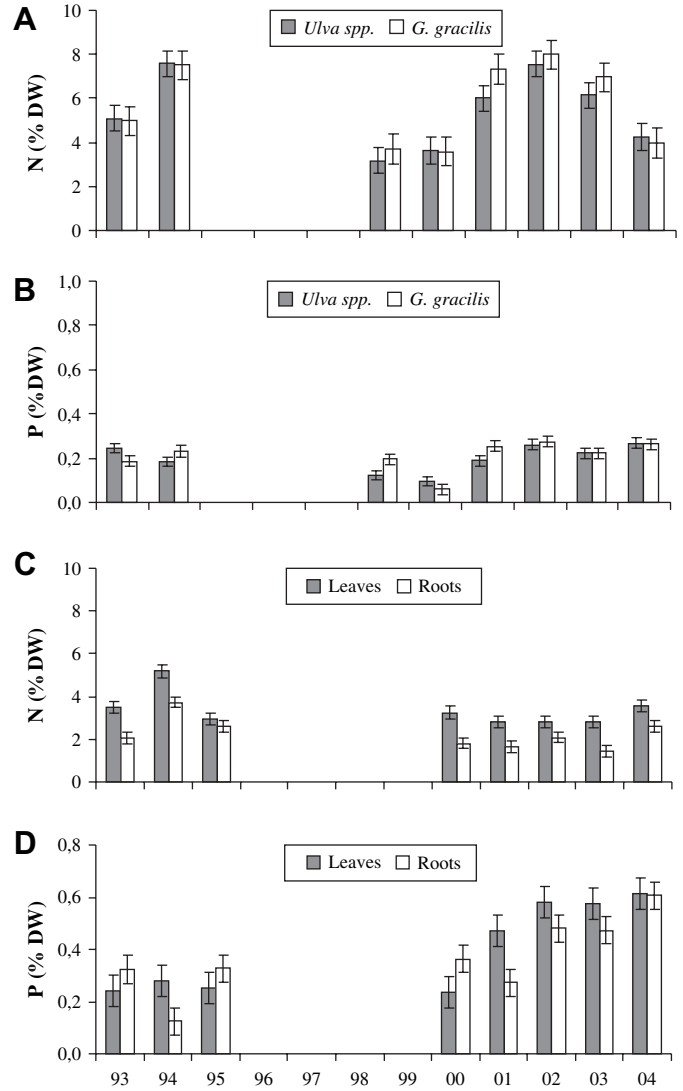 A
Ulva spp. G. gracilis
N (% DW)
10
8
6
4
2
0
B
Ulva spp. G. gracilis
P (%DW)
1,0
0,8
0,6
0,4
0,2
0,0
C
Leaves Roots
N (% DW)
10
8
6
4
2
0
D
Leaves Roots
P (% DW)
0,8
0,6
0,4
0,2
0,0
93 94 95 96 97 98 99 00 01 02 03 04